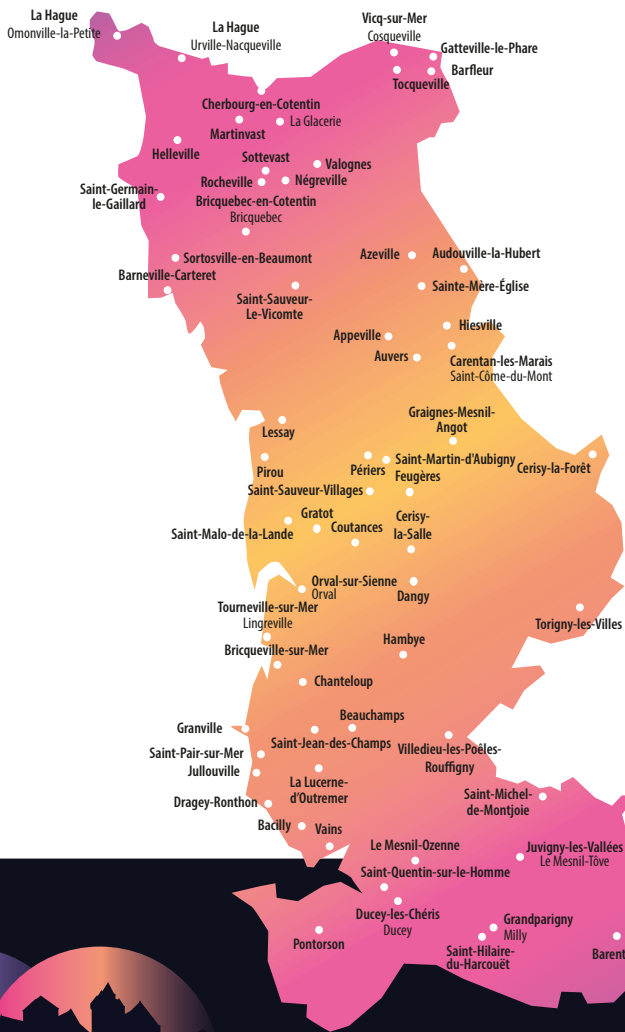 La Hague
Omonville-la-Petite
La Hague
Urville-Nacqueville
Vicq-sur-Mer
Cosqueville
Gatteville-le-Phare
Barfleur
Tocqueville
Cherbourg-en-Cotentin
La Glacerie
Martinvast
Helleville
Sottevast
Valognes
Rocheville
Négreville
Saint-Germain-
le-Gaillard
Bricquebec-en-Cotentin
Bricquebec
Sortosville-en-Beaumont
Azeville
Audouville-la-Hubert
Barneville-Carteret
Sainte-Mère-Église
Saint-Sauveur-
Le-Vicomte
Hiesville
Appeville
Auvers
Carentan-les-Marais
Saint-Côme-du-Mont
Graignes-Mesnil-
Angot
Lessay
Pirou
Périers
Saint-Martin-d'Aubigny
Feugères
Cerisy-la-Forêt
Saint-Sauveur-Villages
Gratot
Coutances
Cerisy-
la-Salle
Saint-Malo-de-la-Lande
Orval-sur-Sienne
Orval
Dangy
Tourneville-sur-Mer
Lingreville
Torigny-les-Villes
Bricqueville-sur-Mer
Hambye
Chanteloup
Beauchamps
Granville
Saint-Jean-des-Champs
Villedieu-les-Poêles-
Rouffigny
Saint-Pair-sur-Mer
Jullouville
La Lucerne-
d'Outremer
Saint-Michel-
de-Montjoie
Dragey-Ronthon
Bacilly
Vains
Le Mesnil-Ozenne
Juvigny-les-Vallées
Le Mesnil-Tôve
Saint-Quentin-sur-le-Homme
Ducey-les-Chéris
Ducey
Grandparigny
Milly
Pontorson
Saint-Hilaire-
du-Harcouët
Barent